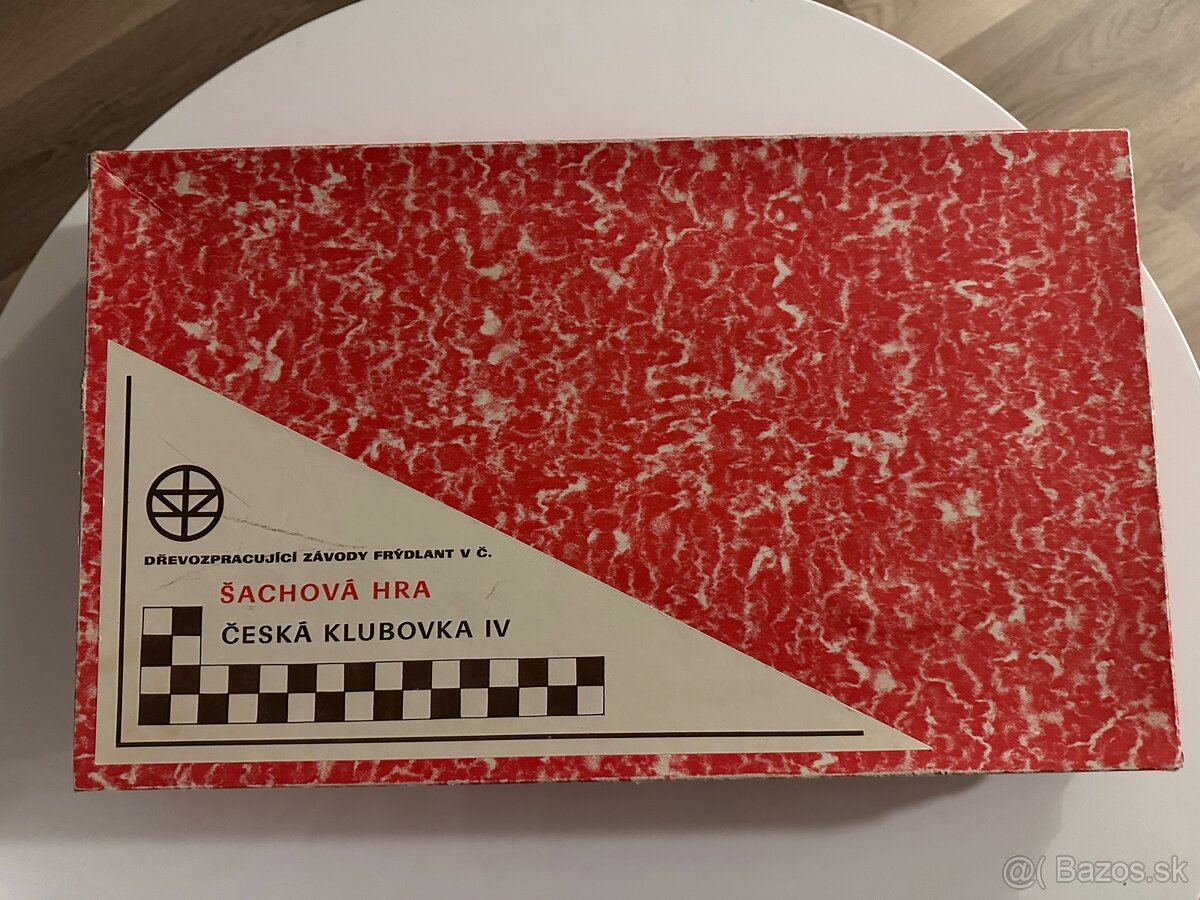 DŘEVOZPRACUJÍCÍ ZÁVODY FRÝDLANT V Č.
ŠACHOVÁ HRA
ČESKÁ KLUBOVKA IV
@( Bazos.sk